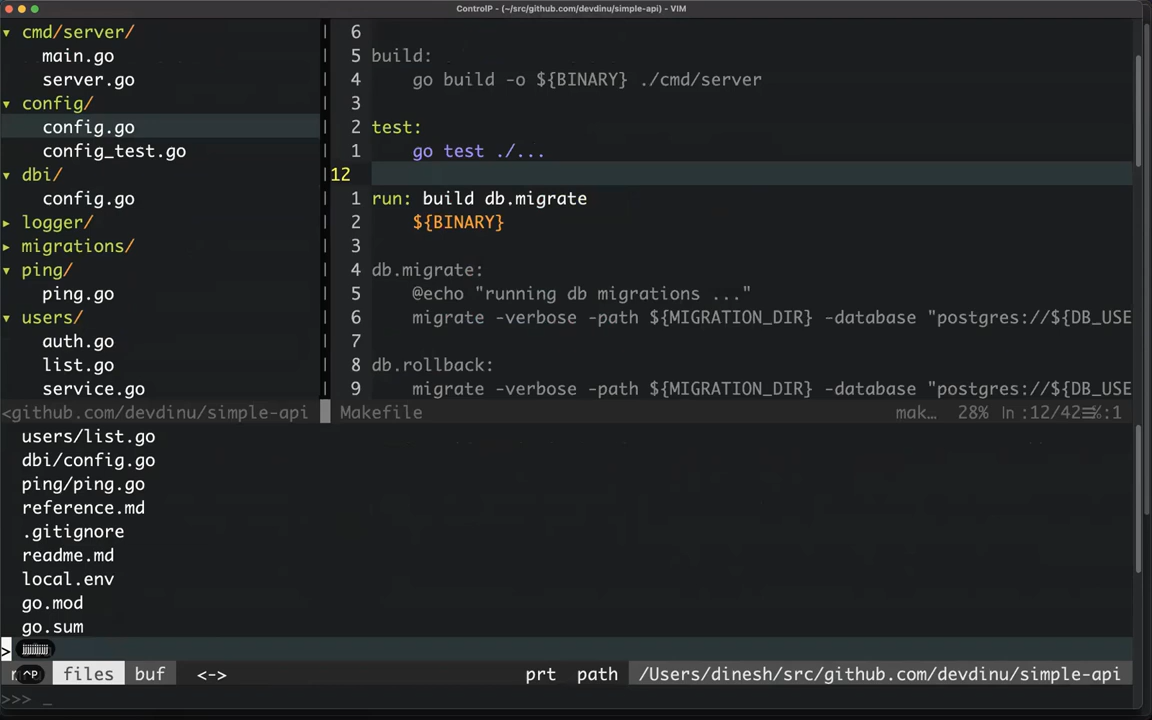 ControlP - (~/src/github.com/devdinu/simple-api) - VIM
▾ cmd/server/
main.go
server.go
▾ config/
config.go
config_test.go
▾ dbi/
config.go
▸ logger/
▸ migrations/
▾ ping/
ping.go
▾ users/
auth.go
list.go
service.go
<github.com/devdinu/simple-api
6
5 build:
4 go build -o ${BINARY} ./cmd/server
3
2 test:
1 go test ./...
12
1 run: build db.migrate
2 ${BINARY}
3
4 db.migrate:
5 @echo "running db migrations ..."
6 migrate -verbose -path ${MIGRATION_DIR} -database "postgres://${DB_USE
7
8 db.rollback:
9 migrate -verbose -path ${MIGRATION_DIR} -database "postgres://${DB_USE
Makefile mak… 28% ln :12/42☰℅:1
users/list.go
dbi/config.go
ping/ping.go
reference.md
.gitignore
readme.md
local.env
go.mod
go.sum
>
^P files buf <-> prt path /Users/dinesh/src/github.com/devdinu/simple-api
>>> _